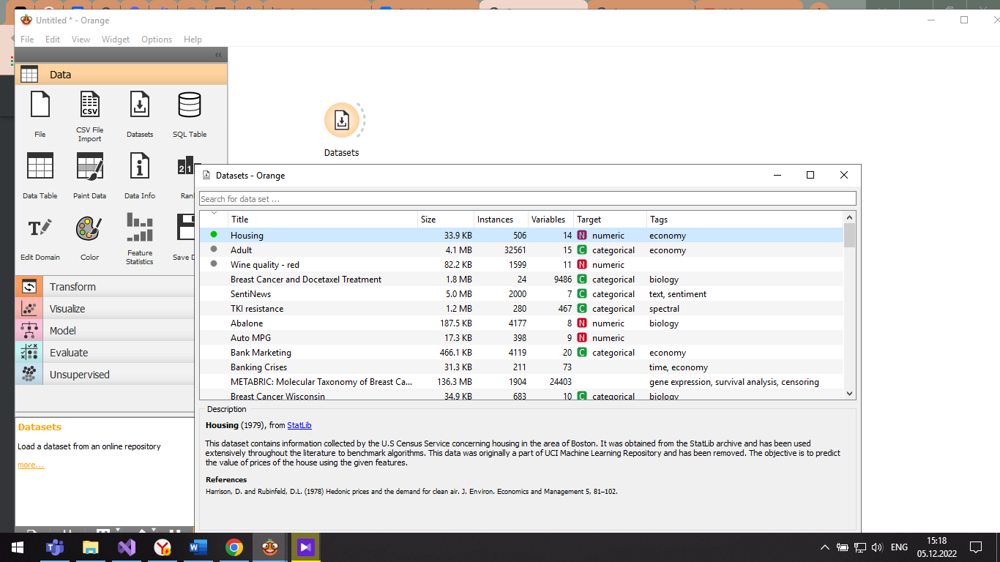 Untitled * - Orange
File Edit View Widget Options Help
Data
File
CSV File Import
Datasets
SQL Table
Data Table
Paint Data
Data Info
Rank
Edit Domain
Color
Feature Statistics
Save D
Transform
Visualize
Model
Evaluate
Unsupervised
Datasets
Load a dataset from an online repository
more...
Datasets
Datasets - Orange
Search for data set ...
Title Size Instances Variables Target Tags
Housing 33.9 KB 506 14 N numeric economy
Adult 4.1 MB 32561 15 C categorical economy
Wine quality - red 82.2 KB 1599 11 N numeric
Breast Cancer and Docetaxel Treatment 1.8 MB 24 9486 C categorical biology
SentiNews 5.0 MB 2000 7 C categorical text, sentiment
TKI resistance 1.2 MB 280 467 C categorical spectral
Abalone 187.5 KB 4177 8 N numeric biology
Auto MPG 17.3 KB 398 9 N numeric
Bank Marketing 466.1 KB 4119 20 C categorical economy
Banking Crises 31.3 KB 211 73 time, economy
METABRIC: Molecular Taxonomy of Breast Ca... 136.3 MB 1904 24403 gene expression, survival analysis, censoring
Breast Cancer Wisconsin 34.9 KB 683 10 C categorical biology
Description
Housing (1979), from StatLib
This dataset contains information collected by the U.S Census Service concerning housing in the area of Boston. It was obtained from the StatLib archive and has been used
extensively throughout the literature to benchmark algorithms. This data was originally a part of UCI Machine Learning Repository and has been removed. The objective is to predict
the value of prices of the house using the given features.
References
Harrison, D. and Rubinfeld, D.L. (1978) Hedonic prices and the demand for clean air. J. Environ. Economics and Management 5, 81–102.
ENG
15:18
05.12.2022